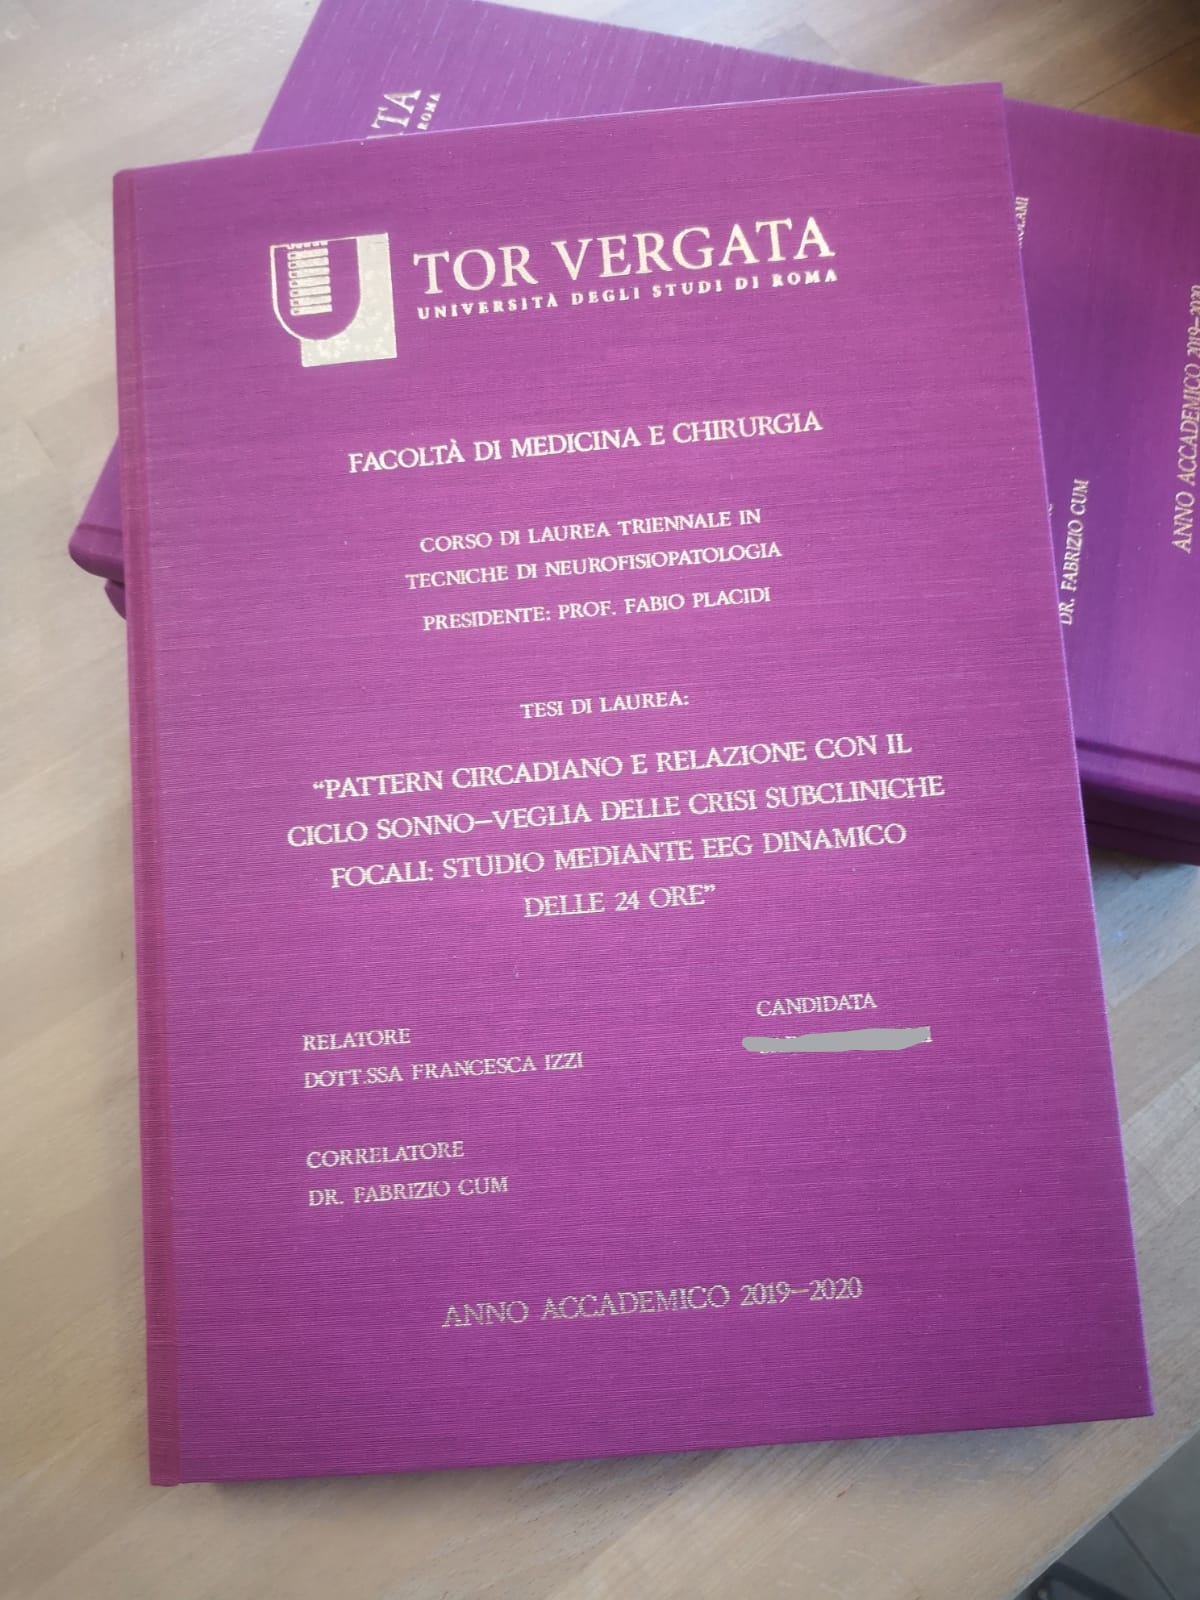 TOR VERGATA
UNIVERSITÀ DEGLI STUDI DI ROMA
FACOLTÀ DI MEDICINA E CHIRURGIA
CORSO DI LAUREA TRIENNALE IN
TECNICHE DI NEUROFISIOPATOLOGIA
PRESIDENTE: PROF. FABIO PLACIDI
TESI DI LAUREA:
“PATTERN CIRCADIANO E RELAZIONE CON IL
CICLO SONNO–VEGLIA DELLE CRISI SUBCLINICHE
FOCALI: STUDIO MEDIANTE EEG DINAMICO
DELLE 24 ORE”
RELATORE
DOTT.SSA FRANCESCA IZZI
CANDIDATA
CORRELATORE
DR. FABRIZIO CUM
ANNO ACCADEMICO 2019–2020
ROMA
DR. FABRIZIO CUM
ANNO ACCADEMICO 2019–2020